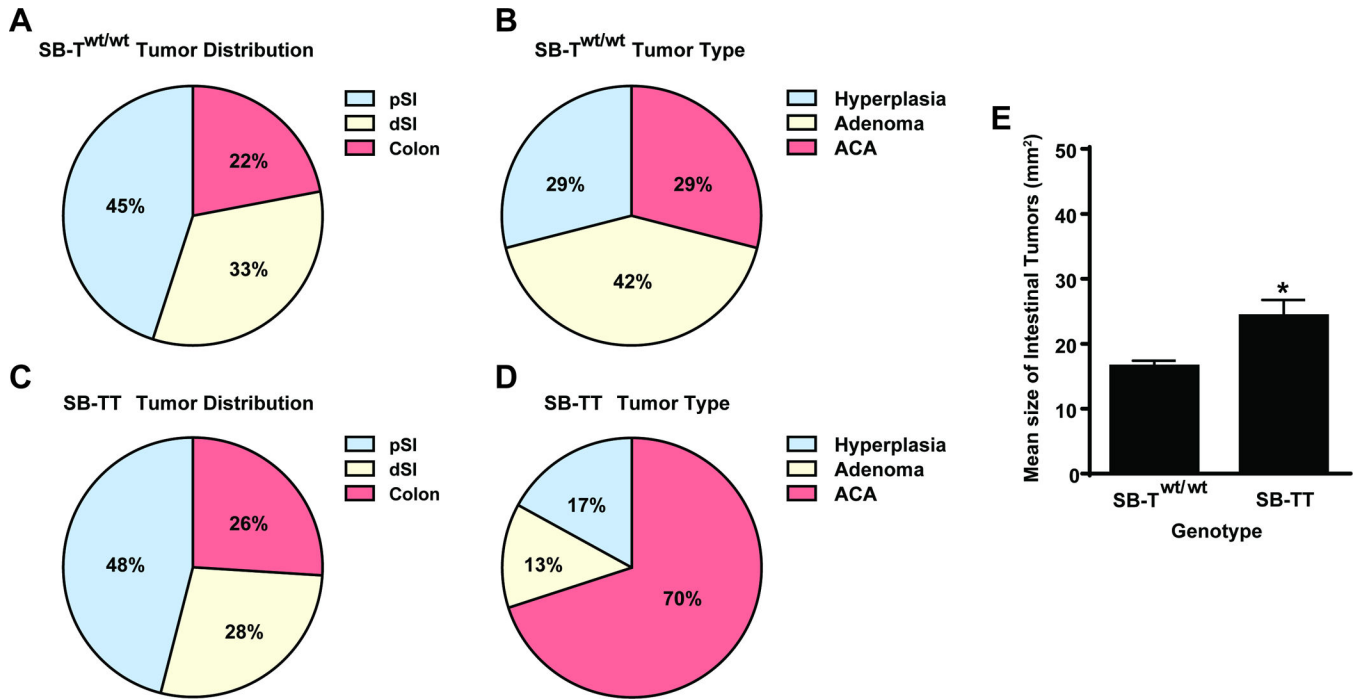 A
SB-T^wt/wt Tumor Distribution
pSI
dSI
Colon
22%
45%
33%
B
SB-T^wt/wt Tumor Type
Hyperplasia
Adenoma
ACA
29%
29%
42%
C
SB-TT Tumor Distribution
pSI
dSI
Colon
26%
48%
28%
D
SB-TT Tumor Type
Hyperplasia
Adenoma
ACA
17%
13%
70%
E
Mean size of Intestinal Tumors (mm²)
50
40
30
20
10
0
*
SB-T^wt/wt
SB-TT
Genotype